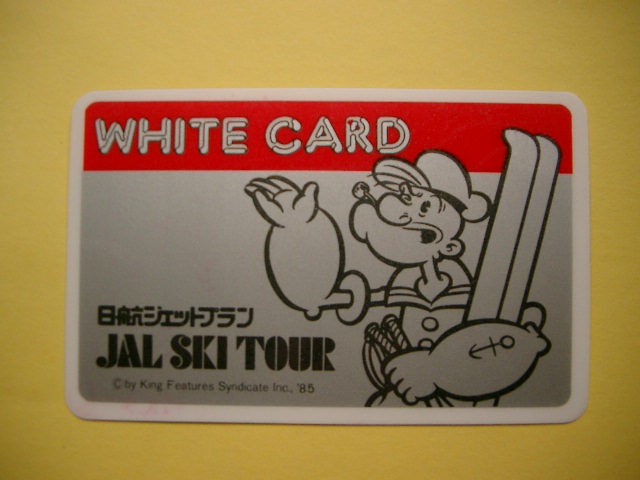 WHITE CARD
日航ジェットプラン
JAL SKI TOUR
©by King Features Syndicate Inc., '85